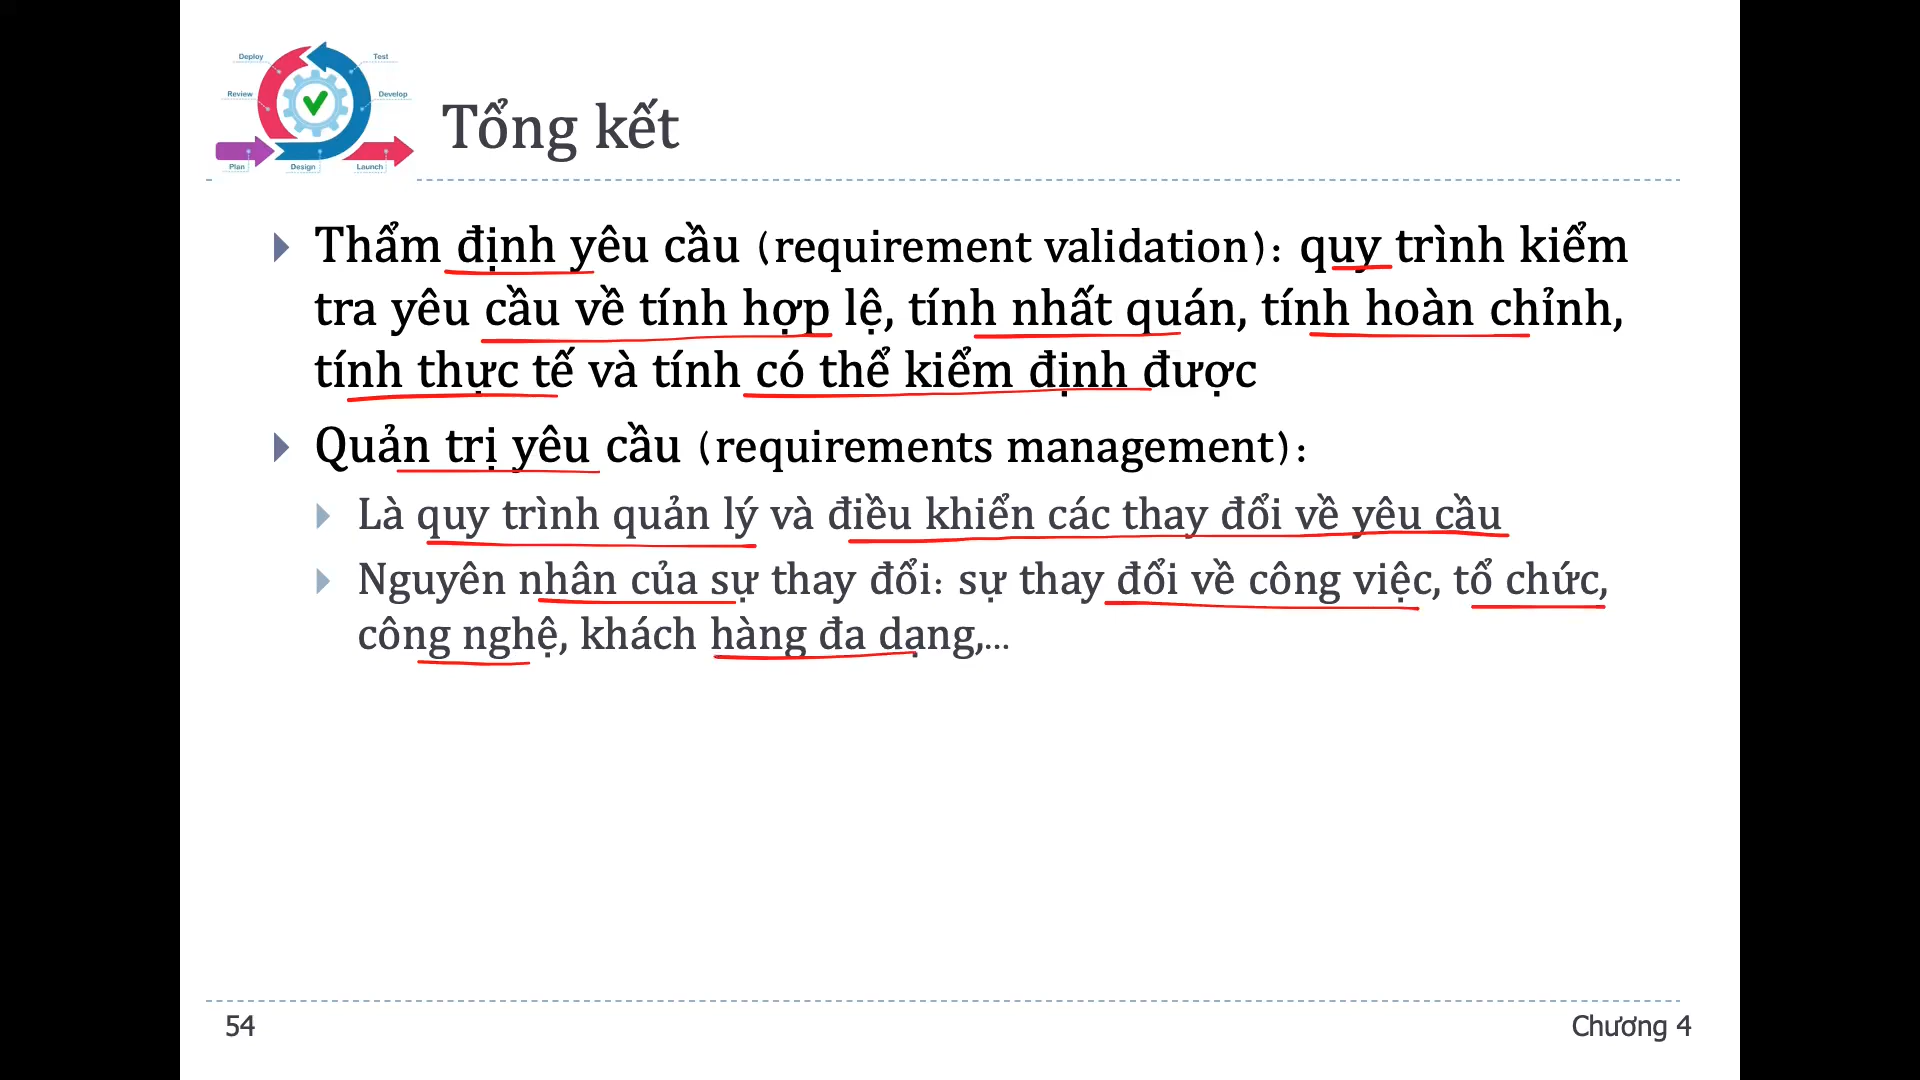 Deploy
Test
Review
Develop
Plan
Design
Launch
Tổng kết
Thẩm định yêu cầu (requirement validation): quy trình kiểm
tra yêu cầu về tính hợp lệ, tính nhất quán, tính hoàn chỉnh,
tính thực tế và tính có thể kiểm định được
Quản trị yêu cầu (requirements management):
Là quy trình quản lý và điều khiển các thay đổi về yêu cầu
Nguyên nhân của sự thay đổi: sự thay đổi về công việc, tổ chức,
công nghệ, khách hàng đa dạng,...
54
Chương 4